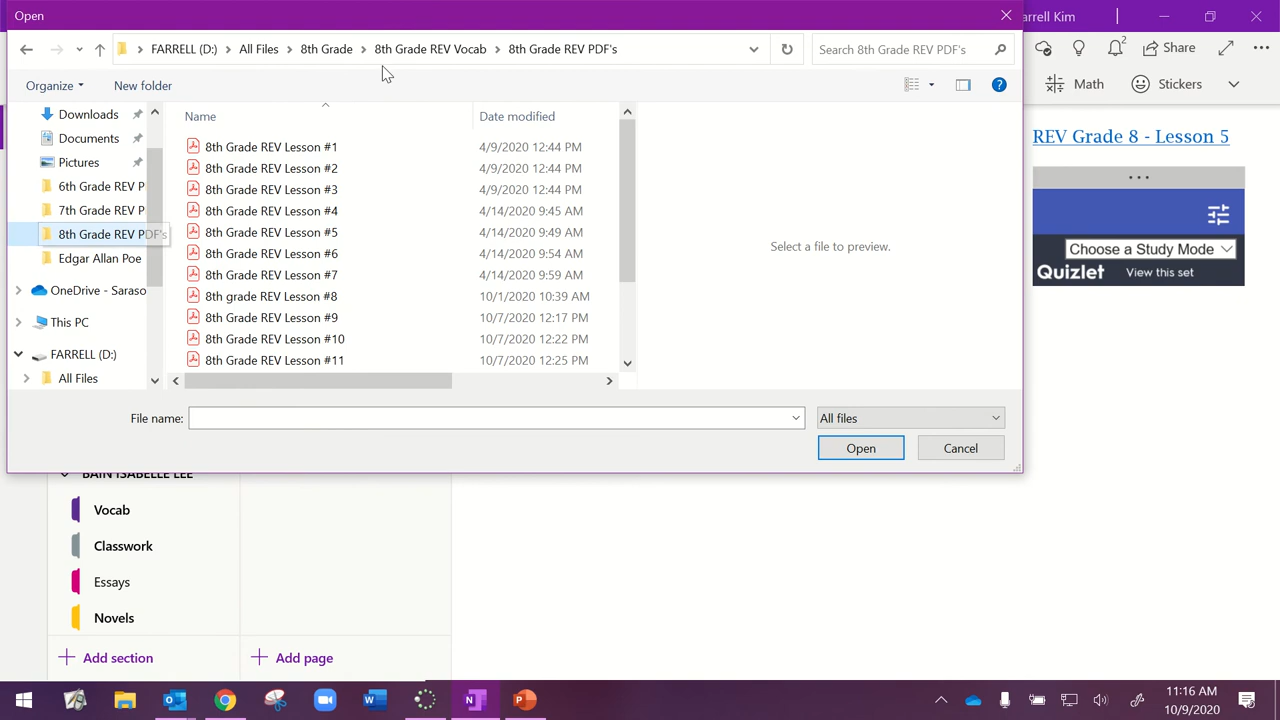 Open
arrell Kim
FARRELL (D:) All Files 8th Grade 8th Grade REV Vocab 8th Grade REV PDF's
Search 8th Grade REV PDF's
2
Share
Organize
New folder
Math
Stickers
Downloads
Documents
Pictures
6th Grade REV P
7th Grade REV P
8th Grade REV PDF's
Edgar Allan Poe
OneDrive - Saraso
This PC
FARRELL (D:)
All Files
Name Date modified
8th Grade REV Lesson #1 4/9/2020 12:44 PM
8th Grade REV Lesson #2 4/9/2020 12:44 PM
8th Grade REV Lesson #3 4/9/2020 12:44 PM
8th Grade REV Lesson #4 4/14/2020 9:45 AM
8th Grade REV Lesson #5 4/14/2020 9:49 AM
8th Grade REV Lesson #6 4/14/2020 9:54 AM
8th Grade REV Lesson #7 4/14/2020 9:59 AM
8th grade REV Lesson #8 10/1/2020 10:39 AM
8th Grade REV Lesson #9 10/7/2020 12:17 PM
8th Grade REV Lesson #10 10/7/2020 12:22 PM
8th Grade REV Lesson #11 10/7/2020 12:25 PM
Select a file to preview.
File name:
All files
Open
Cancel
REV Grade 8 - Lesson 5
Choose a Study Mode
Quizlet View this set
BAIN ISABELLE LEE
Vocab
Classwork
Essays
Novels
Add section
Add page
11:16 AM
10/9/2020